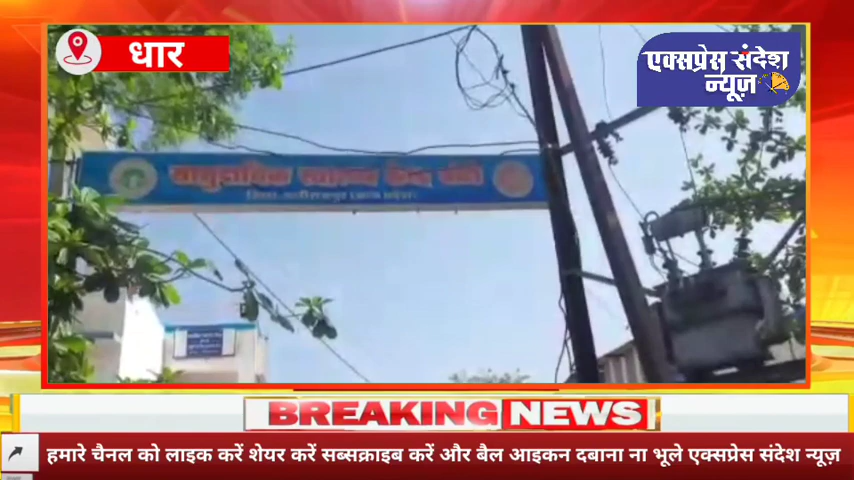 धार
एक्सप्रेस संदेश
न्यूज़
सामुदायिक स्वास्थ्य केन्द्र
BREAKING NEWS
हमारे चैनल को लाइक करें शेयर करें सब्सक्राइब करें और बैल आइकन दबाना ना भूले एक्सप्रेस संदेश न्यूज़